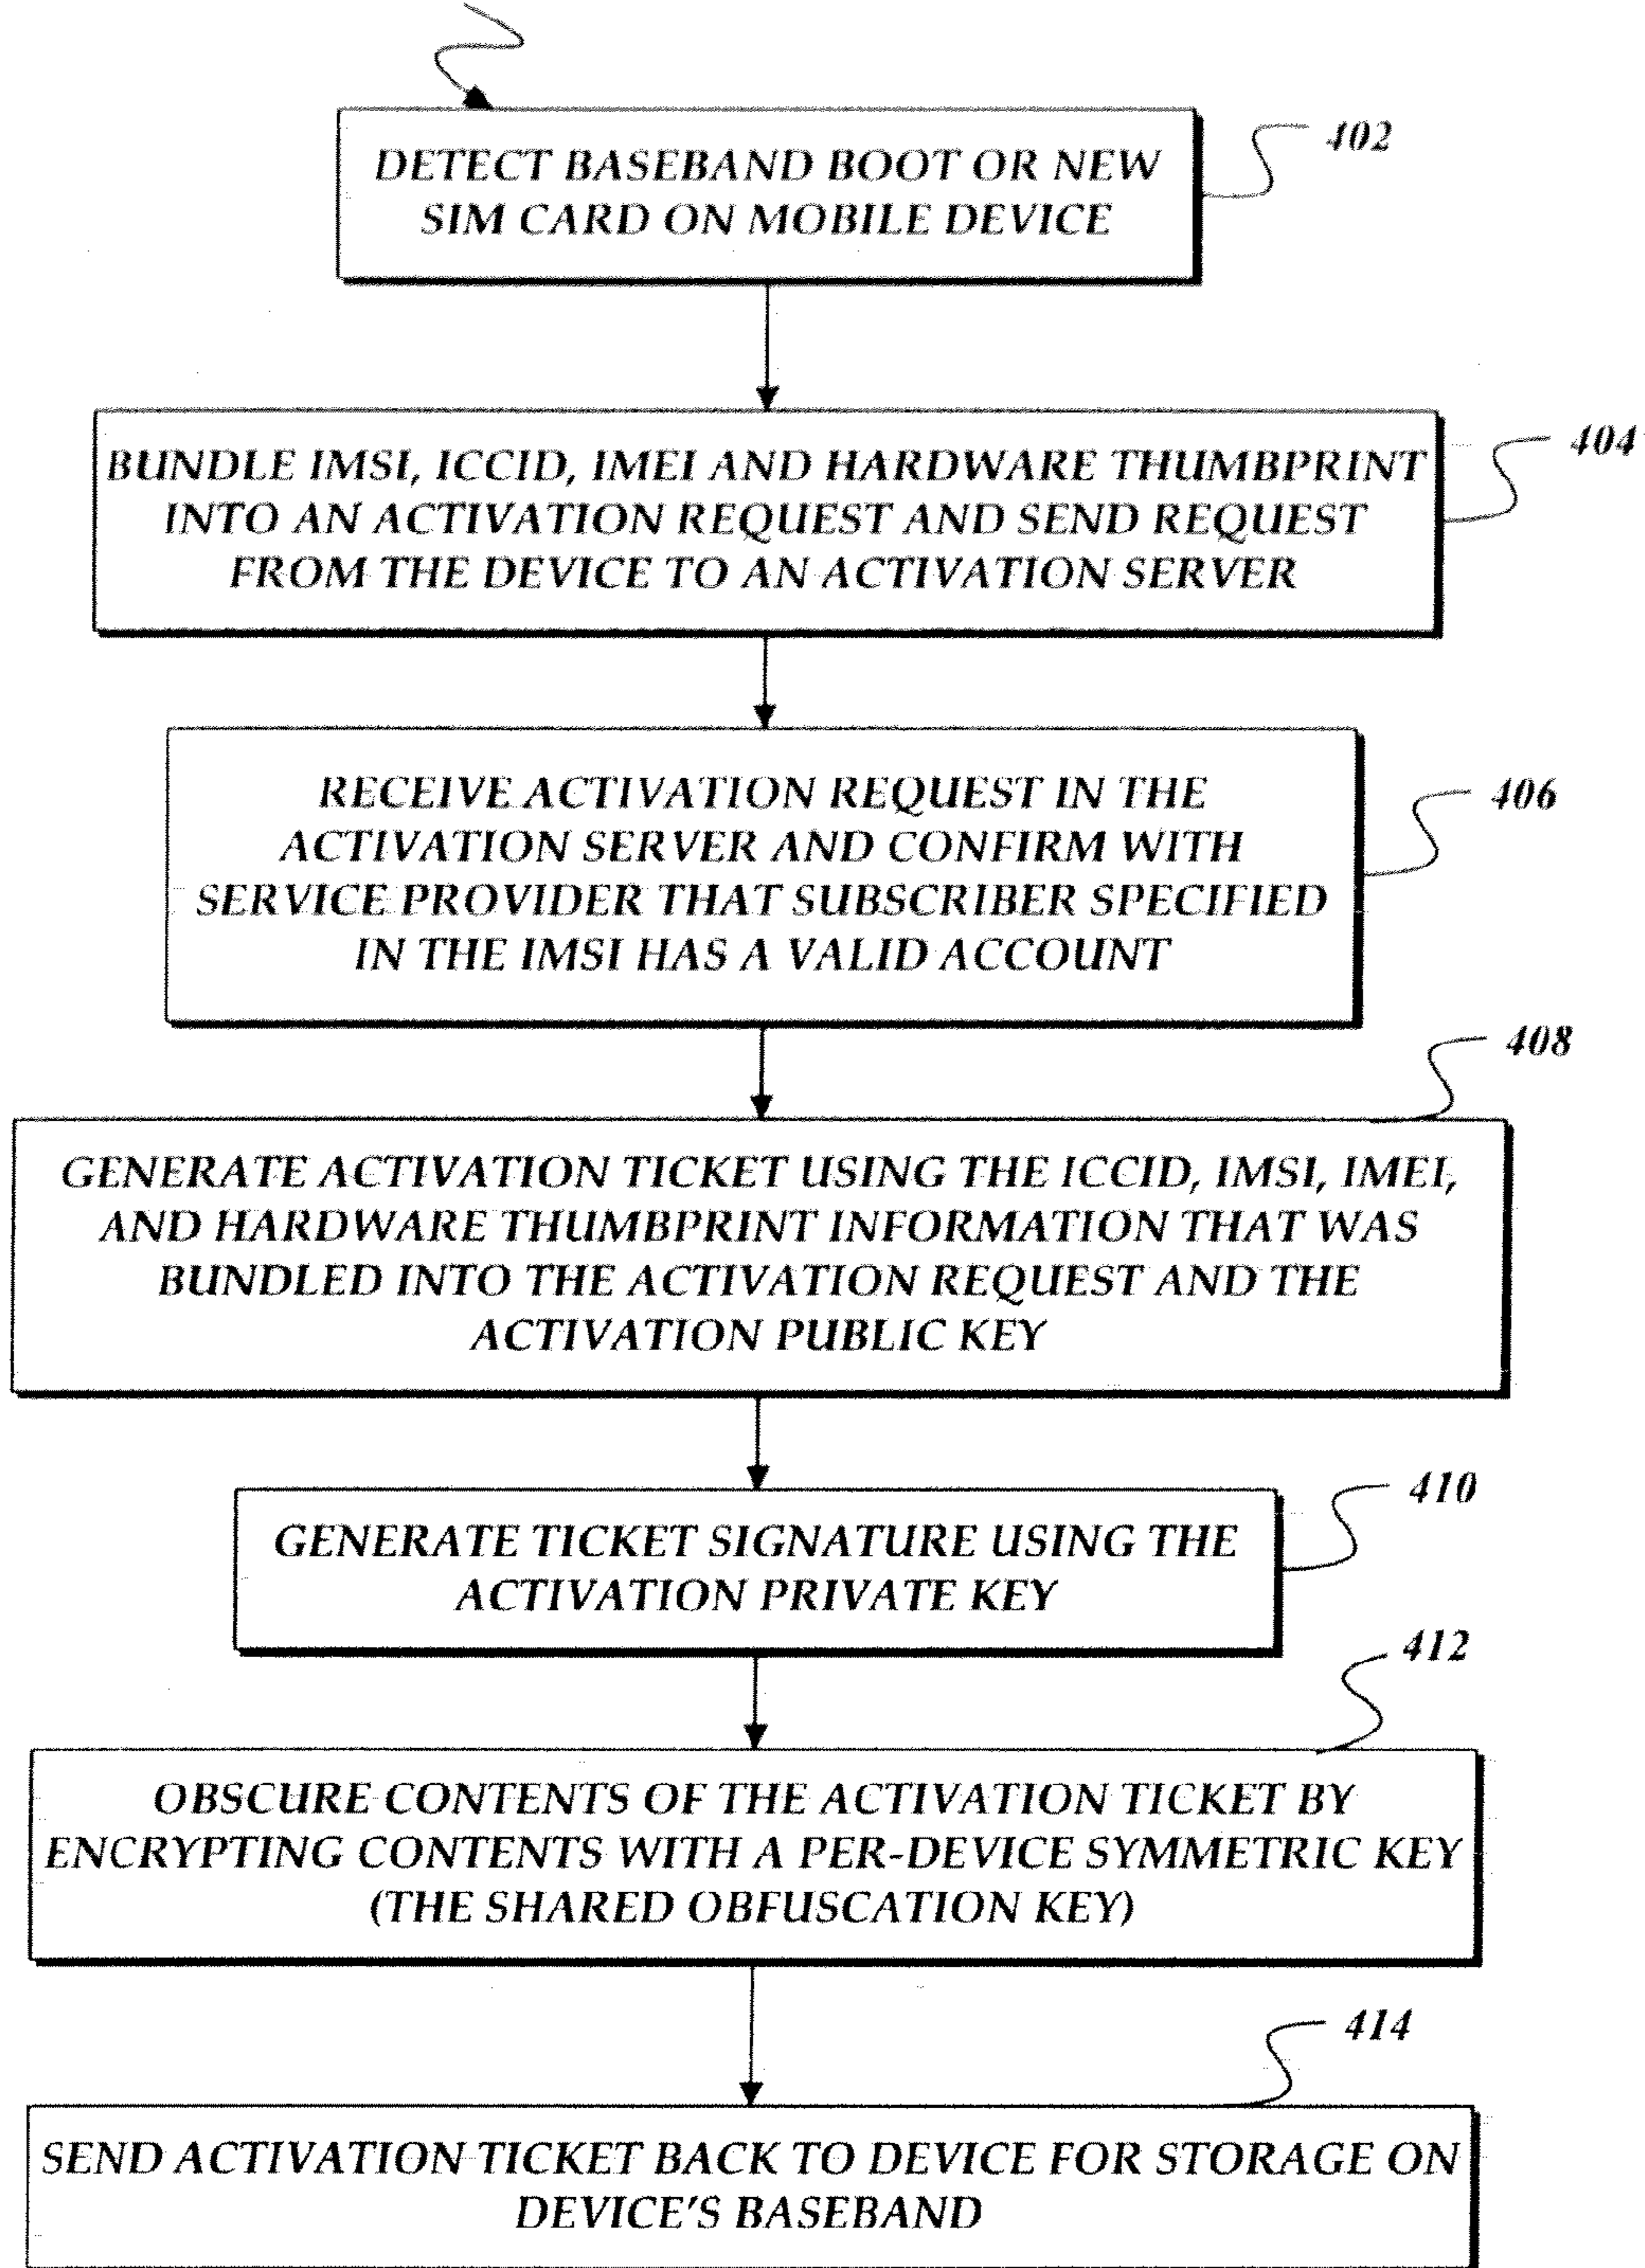 DETECT BASEBAND BOOT OR NEW
SIM CARD ON MOBILE DEVICE
402
BUNDLE IMSI, ICCID, IMEI AND HARDWARE THUMBPRINT
INTO AN ACTIVATION REQUEST AND SEND REQUEST
FROM THE DEVICE TO AN ACTIVATION SERVER
404
RECEIVE ACTIVATION REQUEST IN THE
ACTIVATION SERVER AND CONFIRM WITH
SERVICE PROVIDER THAT SUBSCRIBER SPECIFIED
IN THE IMSI HAS A VALID ACCOUNT
406
408
GENERATE ACTIVATION TICKET USING THE ICCID, IMSI, IMEI,
AND HARDWARE THUMBPRINT INFORMATION THAT WAS
BUNDLED INTO THE ACTIVATION REQUEST AND THE
ACTIVATION PUBLIC KEY
410
GENERATE TICKET SIGNATURE USING THE
ACTIVATION PRIVATE KEY
412
OBSCURE CONTENTS OF THE ACTIVATION TICKET BY
ENCRYPTING CONTENTS WITH A PER-DEVICE SYMMETRIC KEY
(THE SHARED OBFUSCATION KEY)
414
SEND ACTIVATION TICKET BACK TO DEVICE FOR STORAGE ON
DEVICE'S BASEBAND